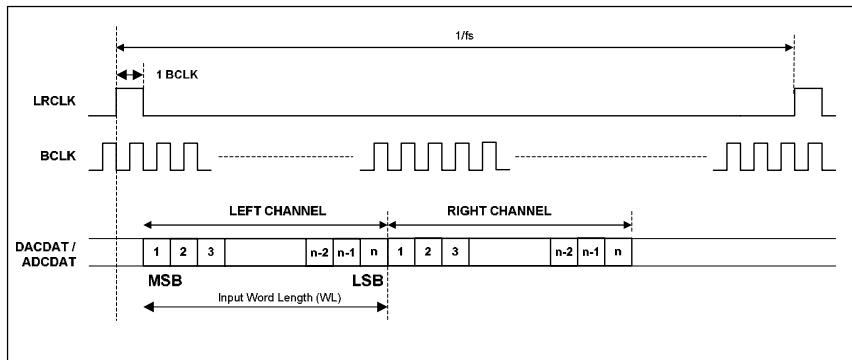 1/fs
1 BCLK
LRCLK
BCLK
LEFT CHANNEL
RIGHT CHANNEL
DACDAT /
ADCDAT
1 2 3 n-2 n-1 n 1 2 3 n-2 n-1 n
MSB LSB
Input Word Length (WL)